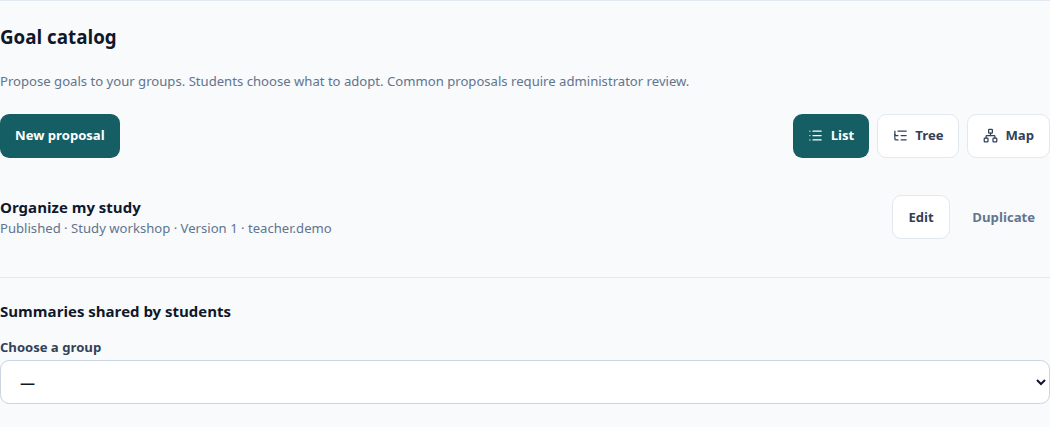 Goal catalog
Propose goals to your groups. Students choose what to adopt. Common proposals require administrator review.
New proposal
List
Tree
Map
Organize my study
Published · Study workshop · Version 1 · teacher.demo
Edit
Duplicate
Summaries shared by students
Choose a group
—